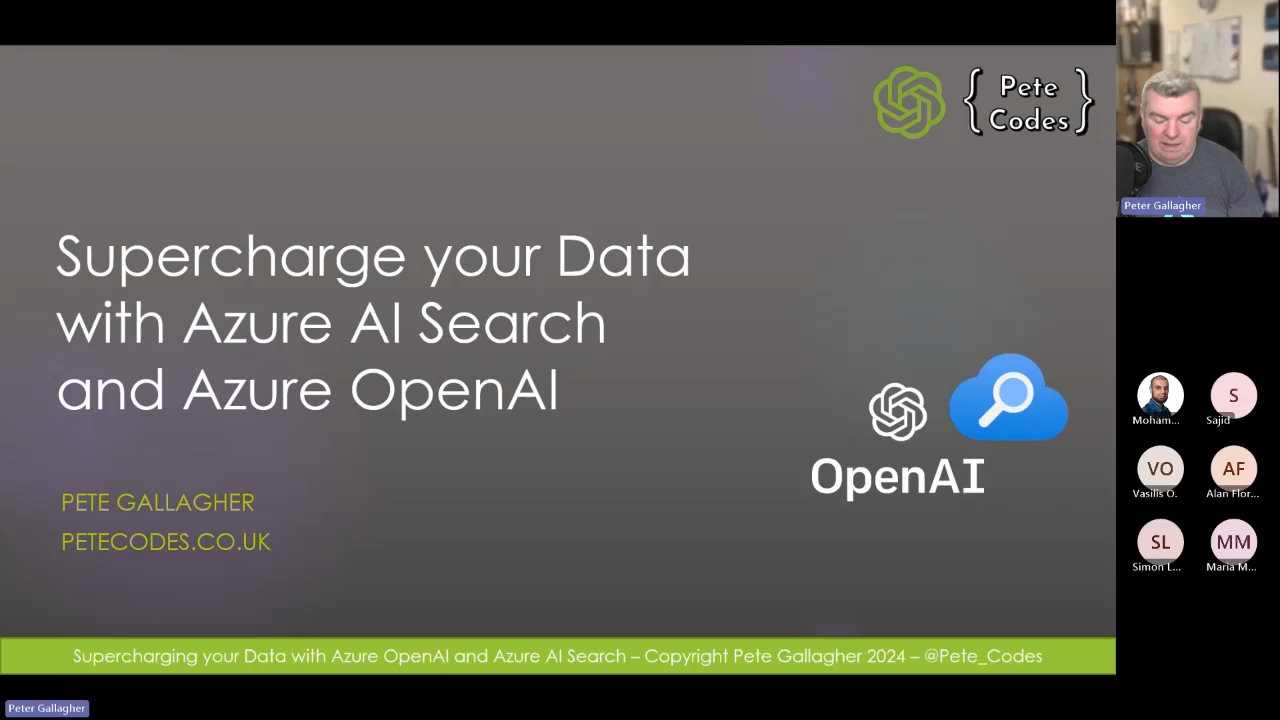 { Pete
Codes }
Supercharge your Data
with Azure AI Search
and Azure OpenAI
OpenAI
PETE GALLAGHER
PETECODES.CO.UK
Supercharging your Data with Azure OpenAI and Azure AI Search – Copyright Pete Gallagher 2024 – @Pete_Codes
Peter Gallagher
Peter Gallagher
Moham...
S
Sajid
VO
AF
Vasilis O.
Alan Flor...
SL
MM
Simon L...
Maria M...